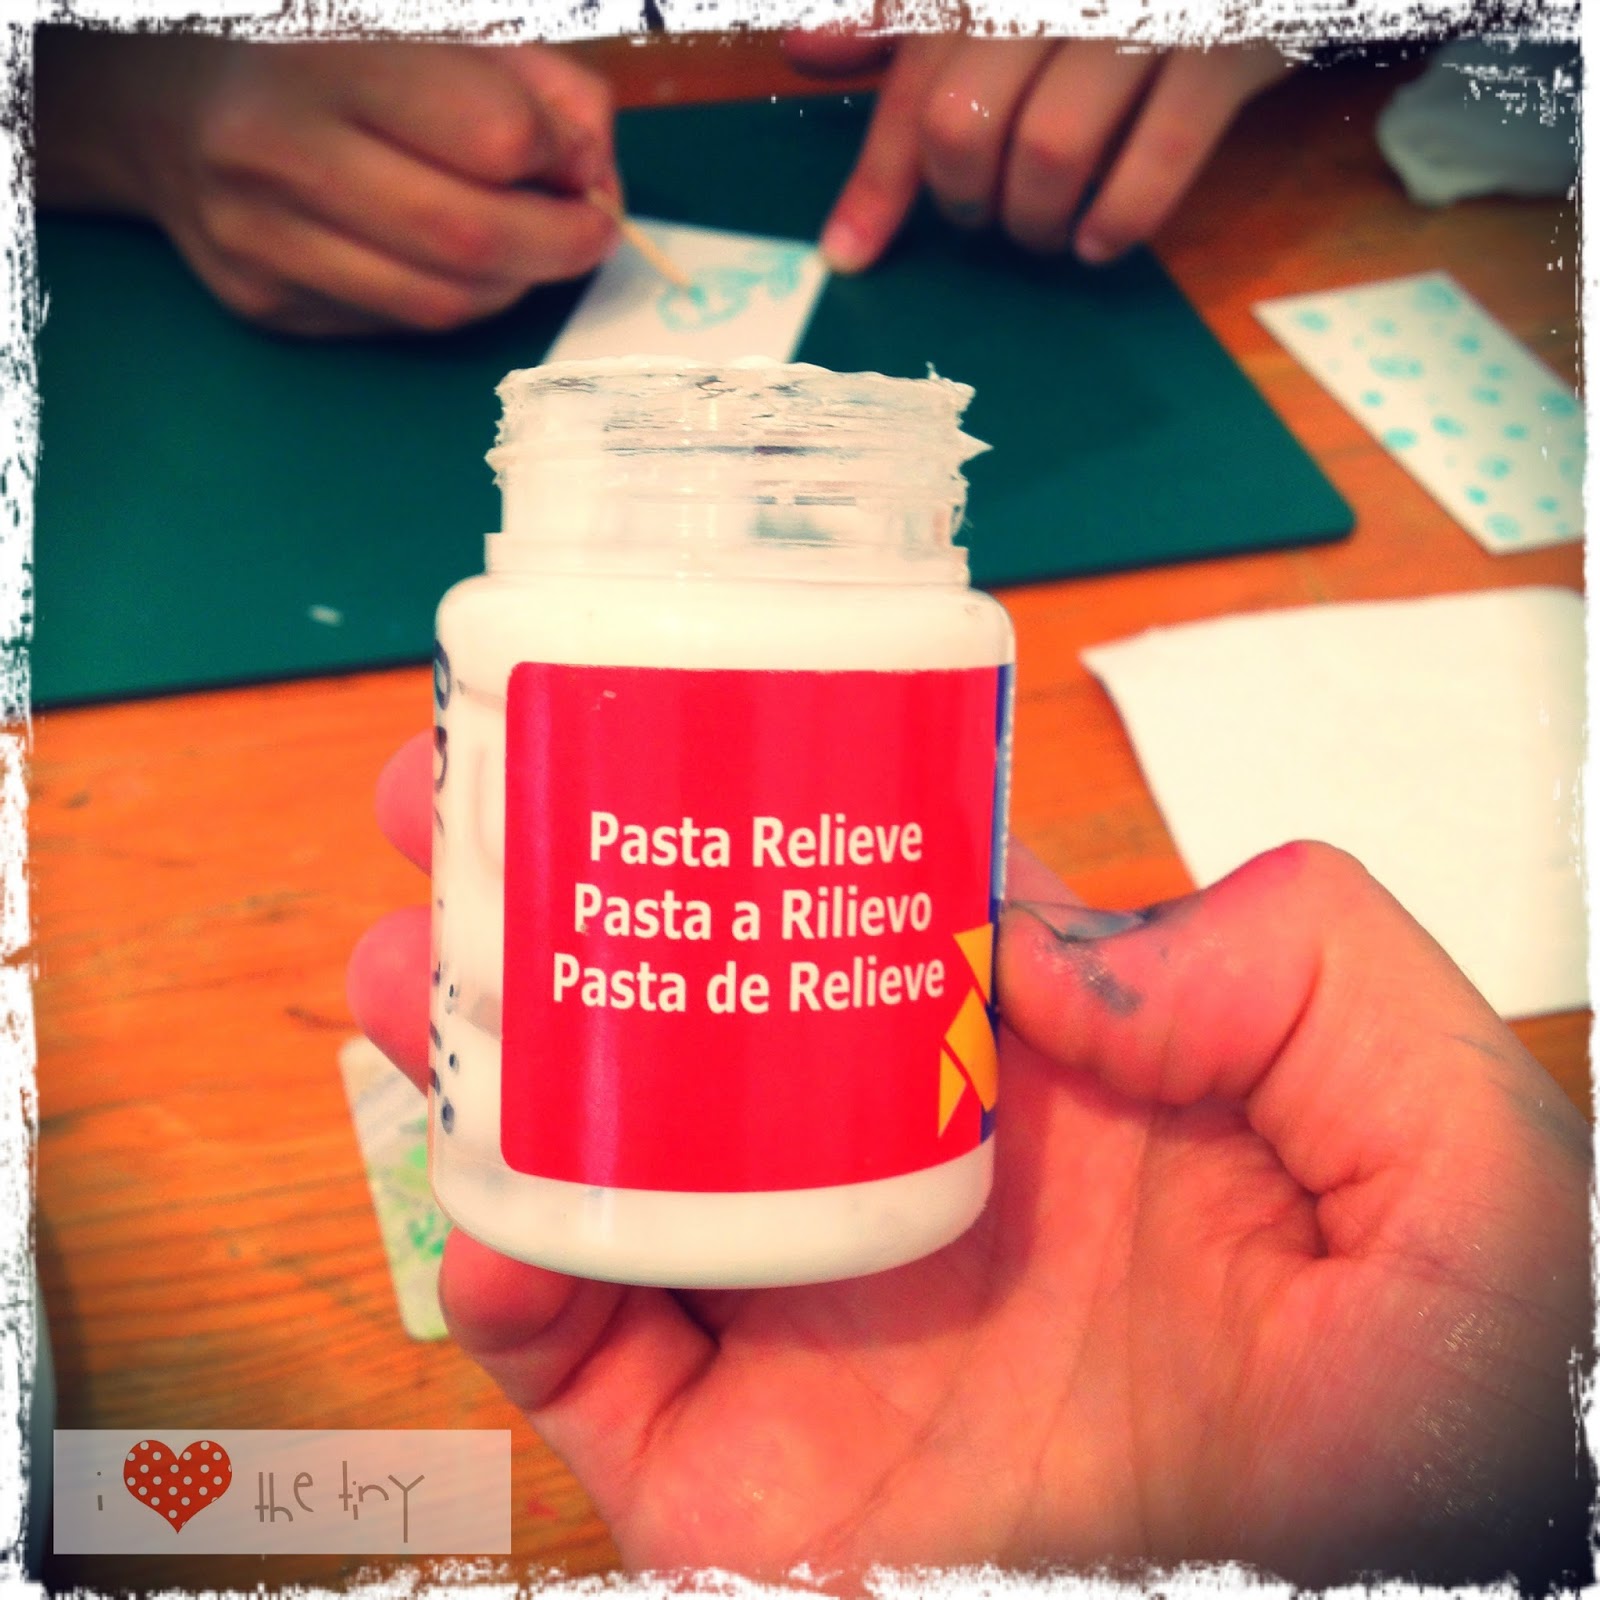 Pasta Relieve
Pasta a Rilievo
Pasta de Relieve
i the tiny